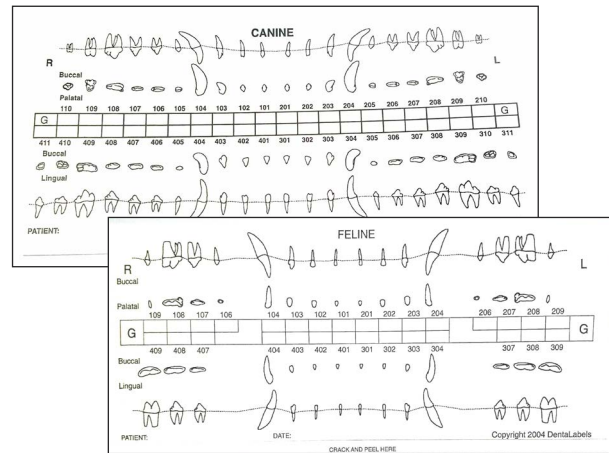 CANINE
R L
Buccal
Palatal
110 109 108 107 106 105 104 103 102 101 201 202 203 204 205 206 207 208 209 210
G G
411 410 409 408 407 406 405 404 403 402 401 301 302 303 304 305 306 307 308 309 310 311
Buccal
Lingual
PATIENT:
FELINE
R L
Buccal
Palatal
109 108 107 106 104 103 102 101 201 202 203 204 206 207 208 209
G G
409 408 407 404 403 402 401 301 302 303 304 307 308 309
Buccal
Lingual
PATIENT: DATE: Copyright 2004 DentaLabels
CRACK AND PEEL HERE